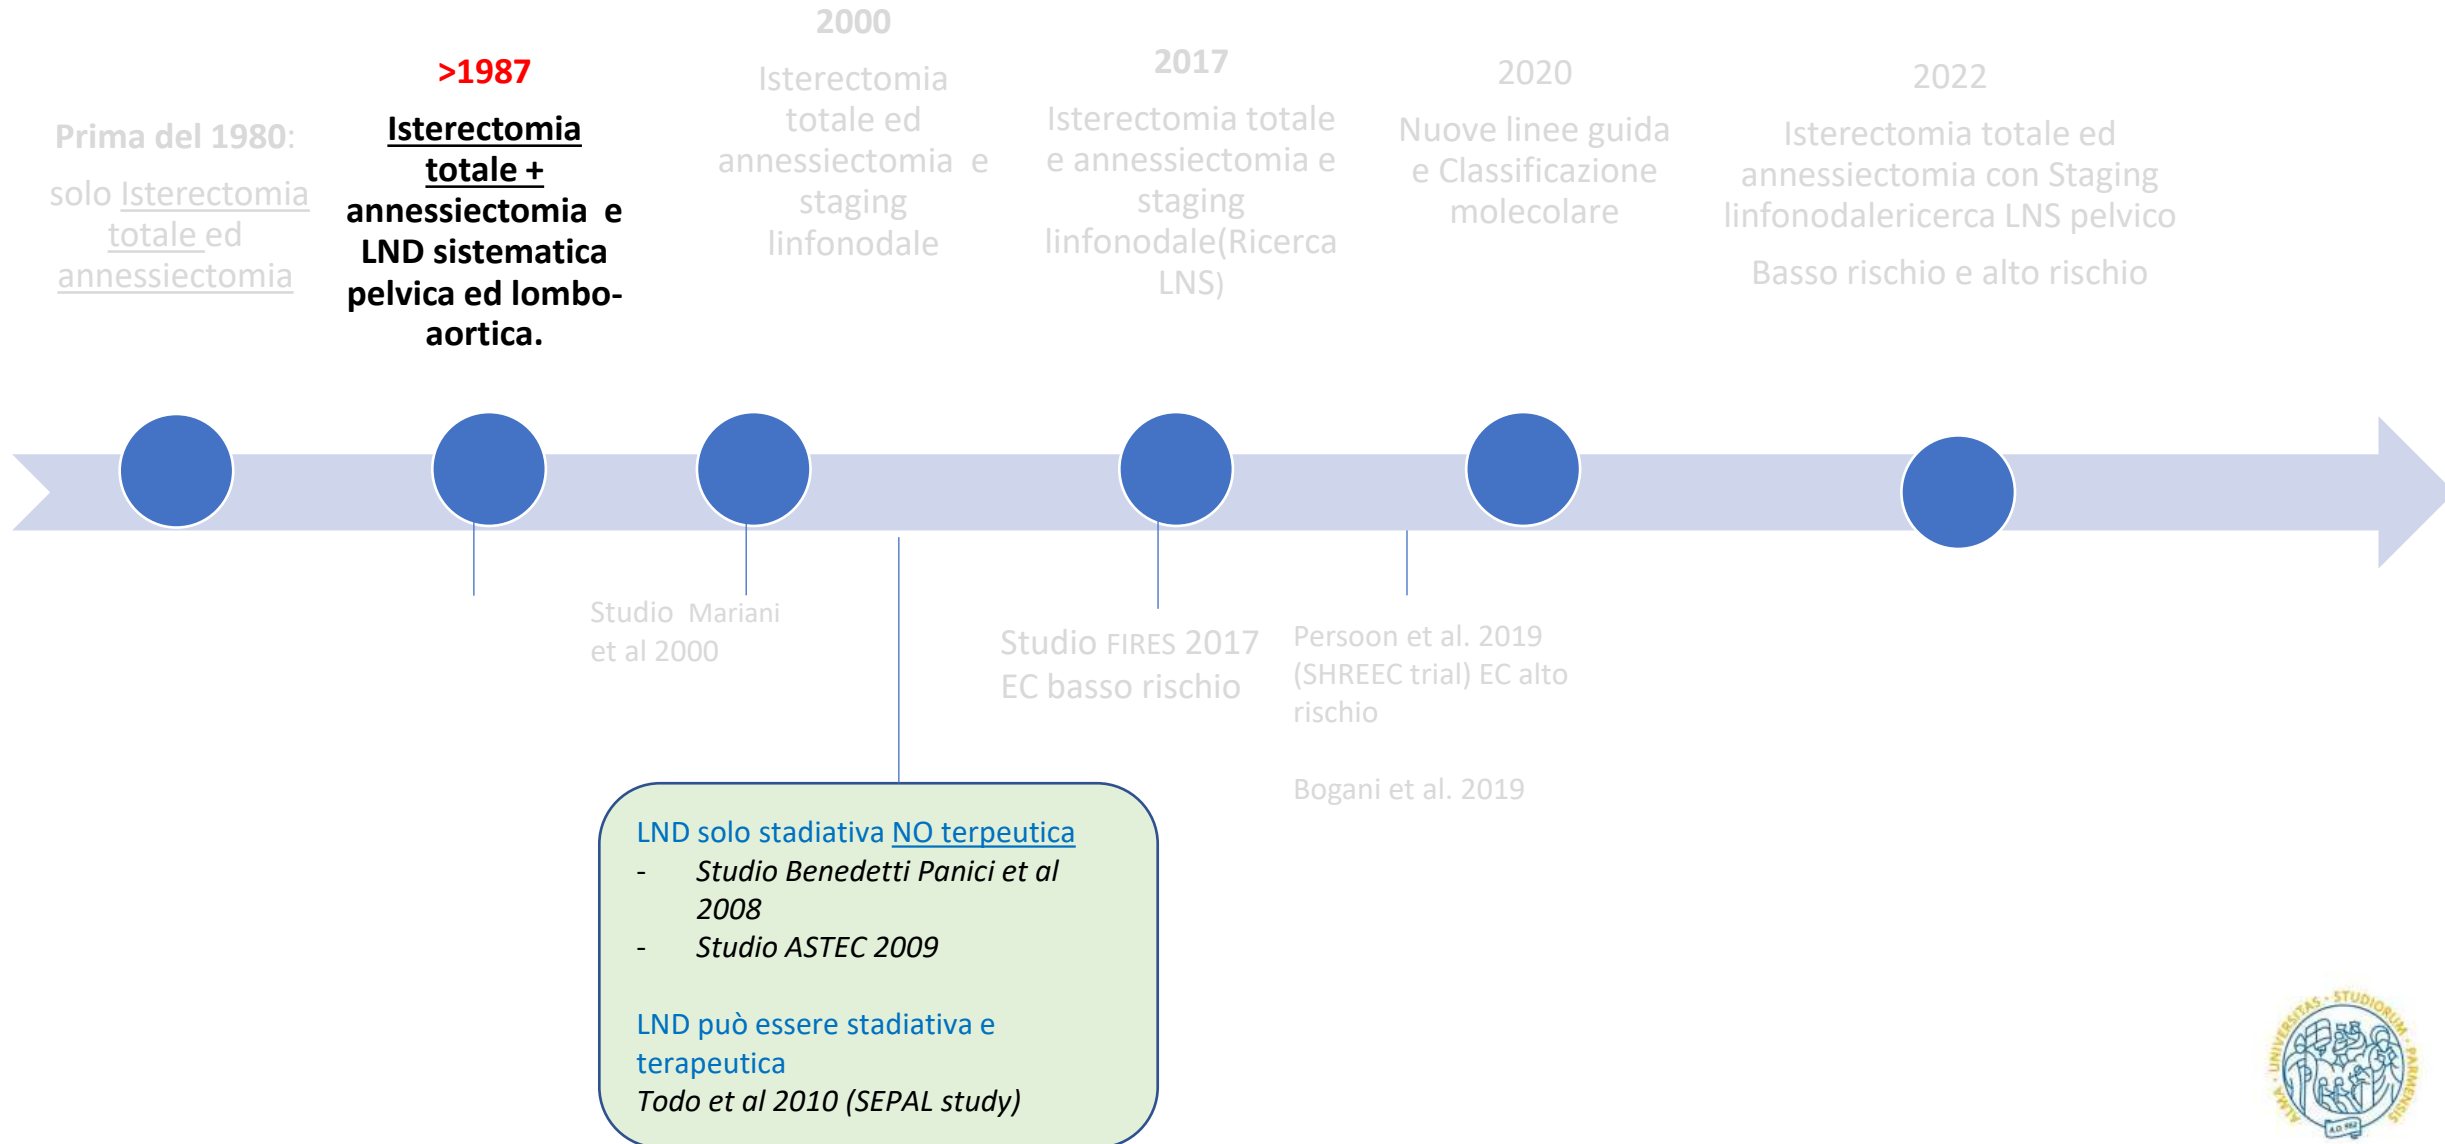 Prima del 1980:
solo Isterectomia
totale ed
annessiectomia
>1987
Isterectomia
totale +
annessiectomia e
LND sistematica
pelvica ed lombo-
aortica.
2000
Isterectomia
totale ed
annessiectomia e
staging
linfonodale
2017
Isterectomia totale
e annessiectomia e
staging
linfonodale(Ricerca
LNS)
2020
Nuove linee guida
e Classificazione
molecolare
2022
Isterectomia totale ed
annessiectomia con Staging
linfonodalericerca LNS pelvico
Basso rischio e alto rischio
Studio Mariani
et al 2000
Studio FIRES 2017
EC basso rischio
Persoon et al. 2019
(SHREEC trial) EC alto
rischio
Bogani et al. 2019
LND solo stadiativa NO terpeutica
- Studio Benedetti Panici et al
2008
- Studio ASTEC 2009
LND può essere stadiativa e
terapeutica
Todo et al 2010 (SEPAL study)
ALMA · UNIVERSITAS · STUDIORUM · PARMENSIS
A.D. 962